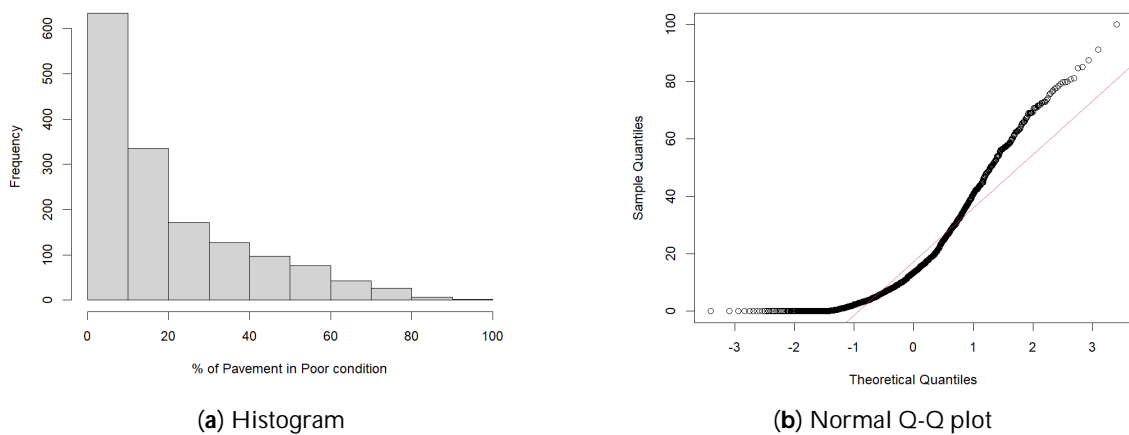 Frequency
600
500
400
300
200
100
0
0 20 40 60 80 100
% of Pavement in Poor condition
(a) Histogram
Sample Quantiles
100
80
60
40
20
0
-3 -2 -1 0 1 2 3
Theoretical Quantiles
(b) Normal Q-Q plot